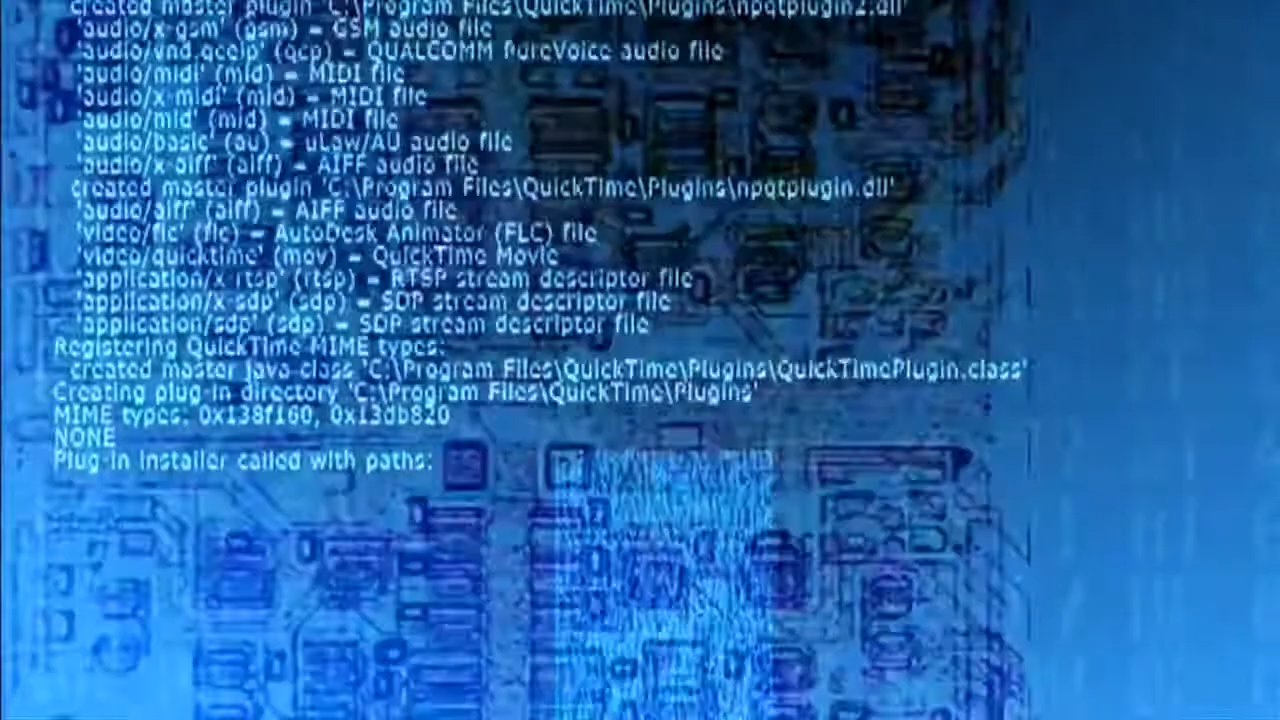 created master plugin 'C:\Program Files\QuickTime\Plugins\npqtplugin2.dll'
'audio/x-gsm' (gsm) = GSM audio file
'audio/vnd.qcelp' (qcp) = QUALCOMM PureVoice audio file
'audio/midi' (mid) = MIDI file
'audio/x-midi' (mid) = MIDI file
'audio/mid' (mid) = MIDI file
'audio/basic' (au) = uLaw/AU audio file
'audio/x-aiff' (aiff) = AIFF audio file
created master plugin 'C:\Program Files\QuickTime\Plugins\npqtplugin.dll'
'audio/aiff' (aiff) = AIFF audio file
'video/flc' (flc) = AutoDesk Animator (FLC) file
'video/quicktime' (mov) = QuickTime Movie
'application/x-rtsp' (rtsp) = RTSP stream descriptor file
'application/x-sdp' (sdp) = SDP stream descriptor file
'application/sdp' (sdp) = SDP stream descriptor file
Registering QuickTime MIME types:
created master java-class 'C:\Program Files\QuickTime\Plugins\QuickTimePlugin.class'
Creating plug-in directory 'C:\Program Files\QuickTime\Plugins'
MIME types: 0x138f160, 0x13db820
NONE
Plug-in installer called with paths: